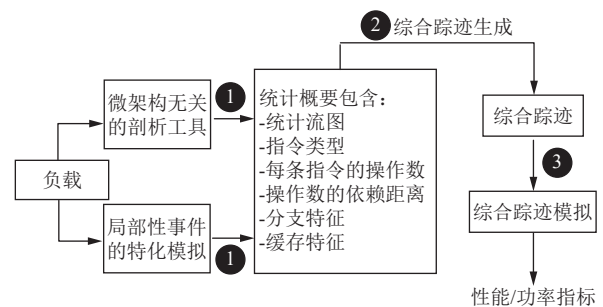 ❷综合踪迹生成
微架构无关
的剖析工具
❶
统计概要包含：
-统计流图
-指令类型
-每条指令的操作数
-操作数的依赖距离
-分支特征
-缓存特征
综合踪迹
❸
负载
综合踪迹模拟
局部性事件
的特化模拟
❶
性能/功率指标